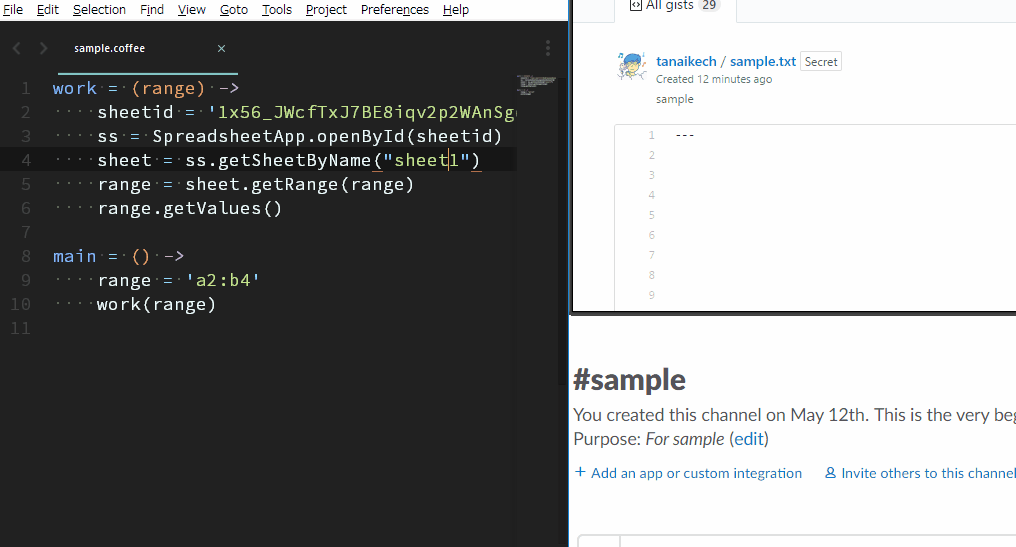 File Edit Selection Find View Goto Tools Project Preferences Help
sample.coffee ×
1 work = (range) ->
2 ····sheetid = '1x56_JWcfTxJ7BE8iqv2p2WAnSg
3 ····ss = SpreadsheetApp.openById(sheetid)
4 ····sheet = ss.getSheetByName("sheet1")
5 ····range = sheet.getRange(range)
6 ····range.getValues()
7
8 main = () ->
9 ····range = 'a2:b4'
10 ····work(range)
11
All gists 29
tanaikech / sample.txt Secret
Created 12 minutes ago
sample
1 ---
2
3
4
5
6
7
8
9
#sample
You created this channel on May 12th. This is the very beg
Purpose: For sample (edit)
+ Add an app or custom integration Invite others to this channel